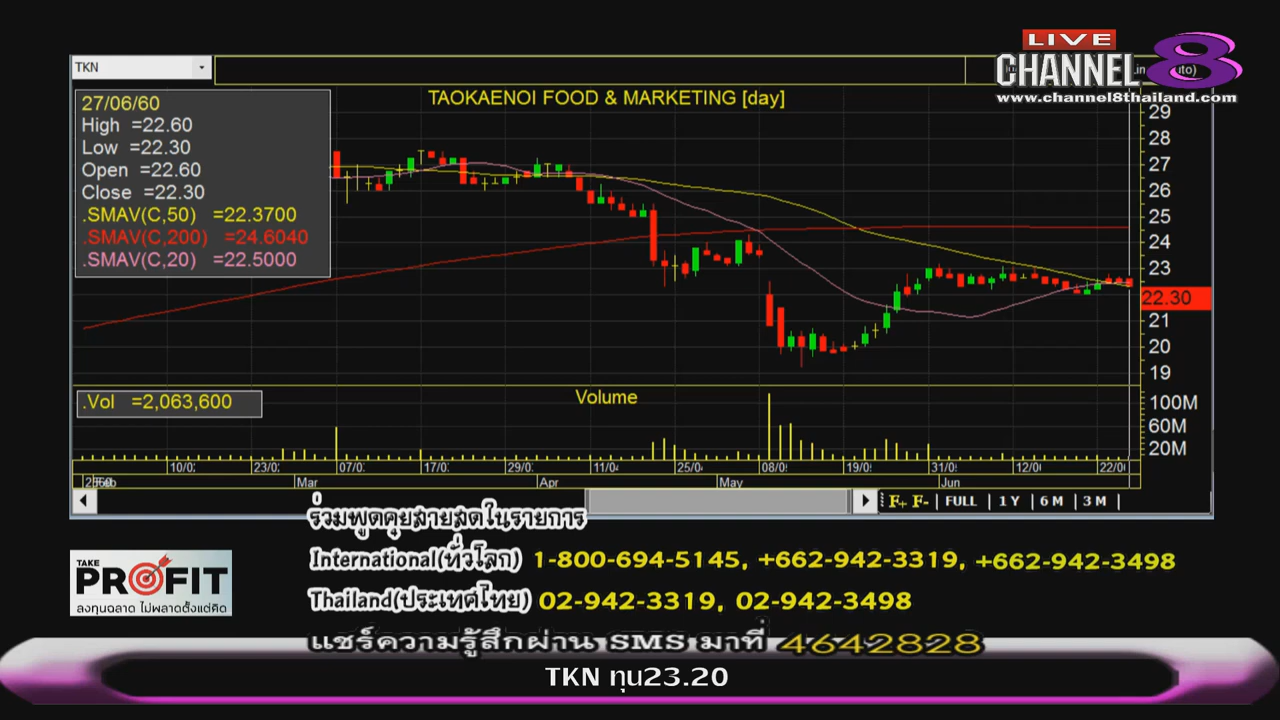 LIVE
CHANNEL 8
www.channel8thailand.com
TKN
27/06/60
High =22.60
Low =22.30
Open =22.60
Close =22.30
.SMAV(C,50) =22.3700
.SMAV(C,200) =24.6040
.SMAV(C,20) =22.5000
TAOKAENOI FOOD & MARKETING [day]
29
28
27
26
25
24
23
22.30
21
20
19
.Vol =2,063,600
Volume
100M
60M
20M
10/0 23/0 07/0 17/0 29/0 11/0 25/0 08/0 19/0 31/0 12/0 22/0
Mar Apr May Jun
F+ F- | FULL | 1 Y | 6 M | 3 M |
ร่วมพูดคุยสายสดในรายการ
International(ทั่วโลก) 1-800-694-5145, +662-942-3319, +662-942-3498
Thailand(ประเทศไทย) 02-942-3319, 02-942-3498
แชร์ความรู้สึกผ่าน SMS มาที่ 4642828
TAKE
PROFIT
ลงทุนฉลาด ไม่พลาดตั้งแต่คิด
TKN ทุน23.20